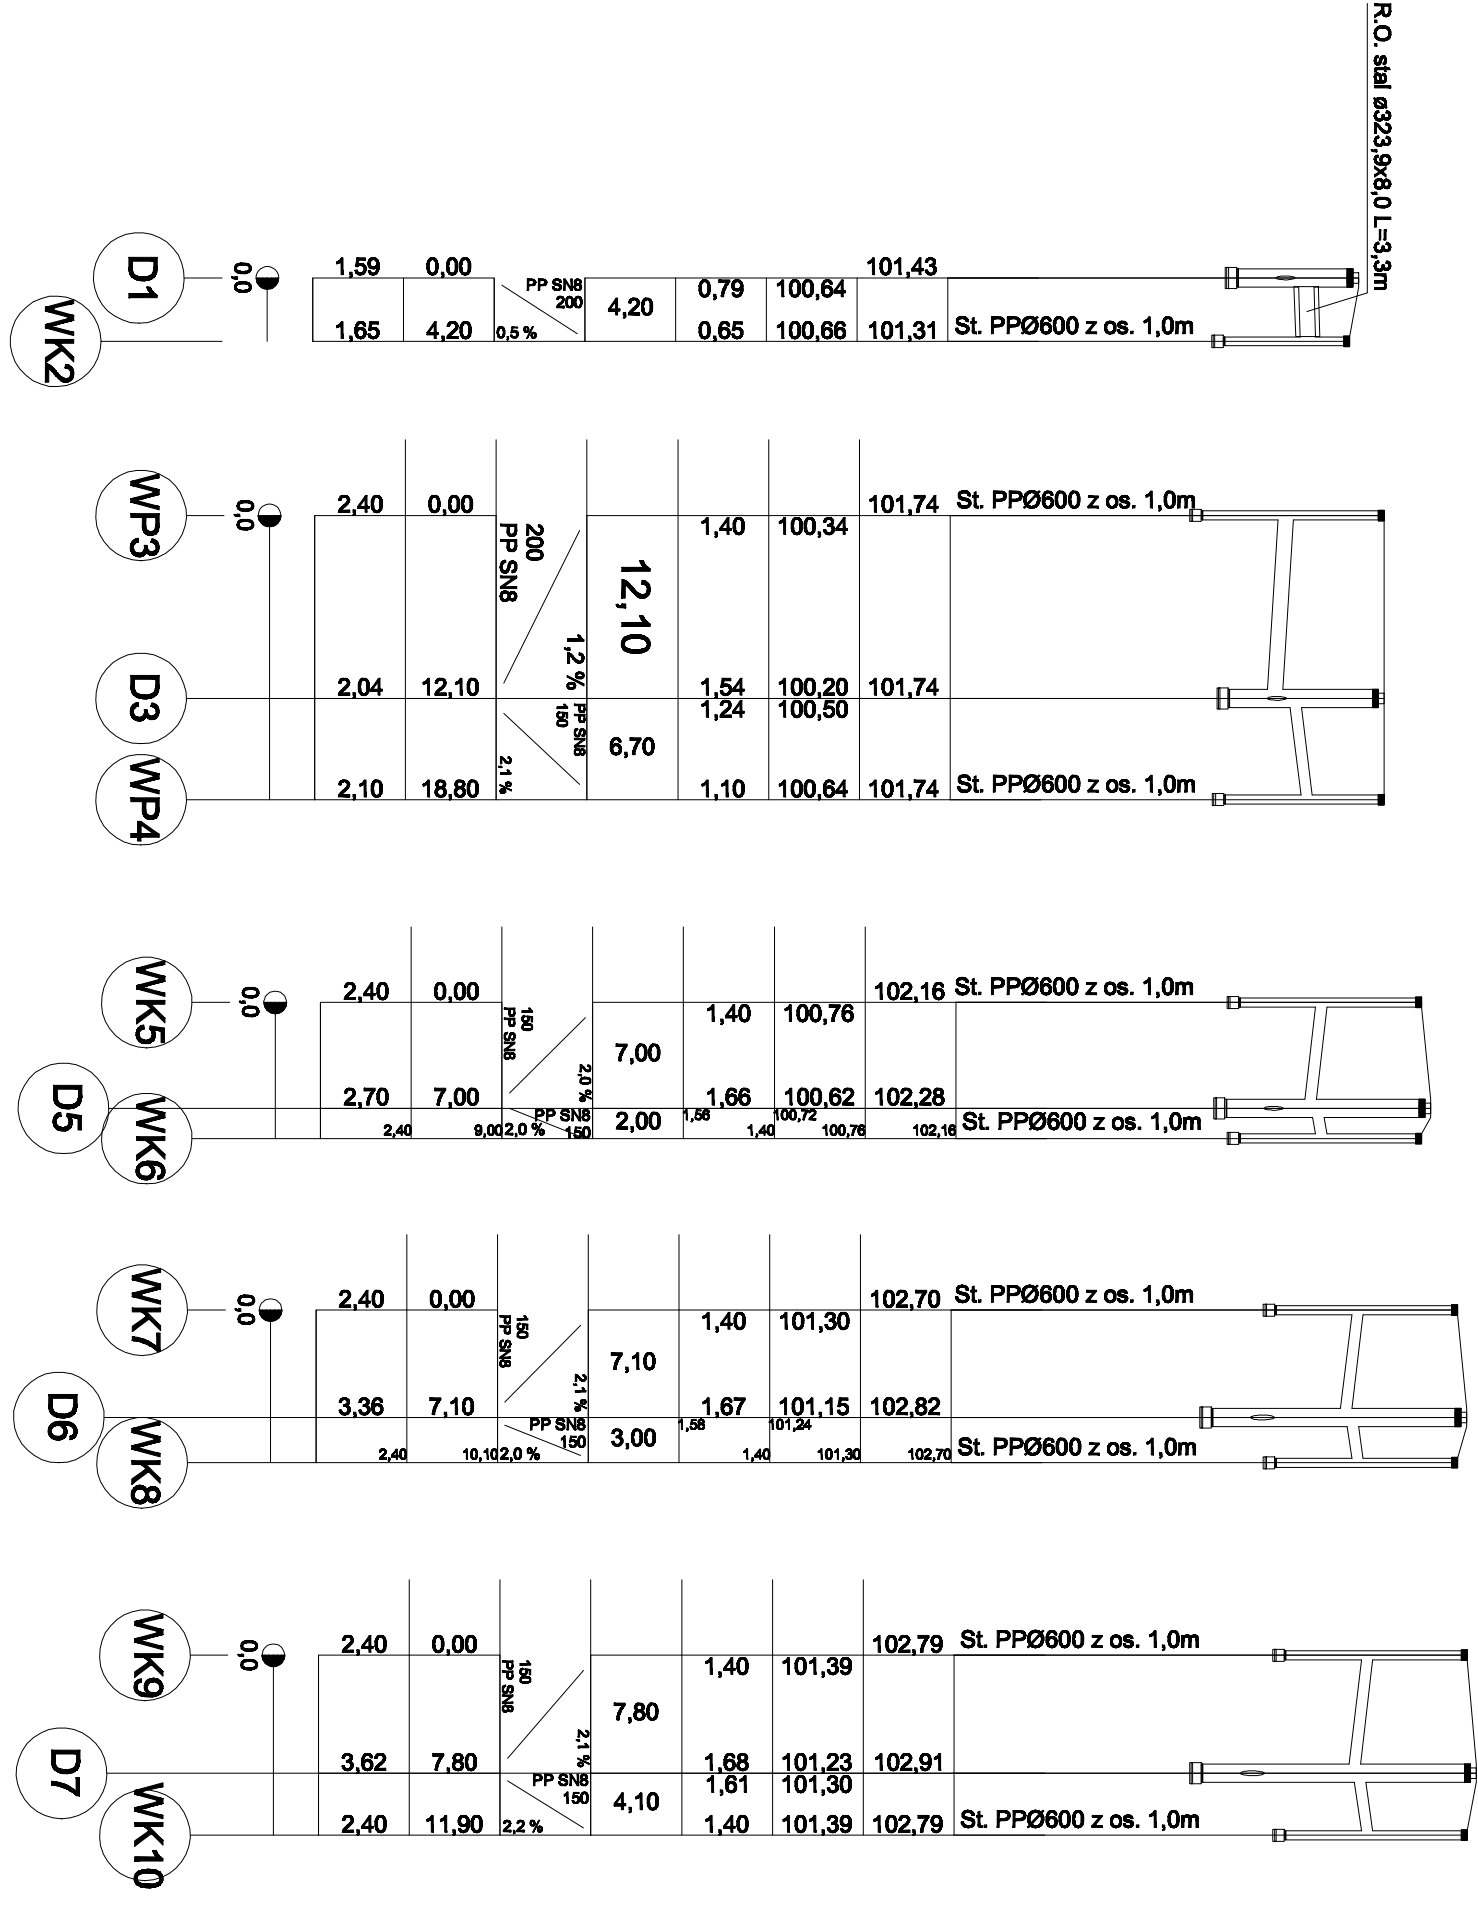 R.O. stal ø323,9x8,0 L=3,3m
D1
0,0
1,59 0,00 PP SN8 101,43
200 4,20 0,79 100,64
WK2
1,65 4,20 0,5 % 0,65 100,66 101,31 St. PPØ600 z os. 1,0m
WP3
0,0
2,40 0,00 101,74 St. PPØ600 z os. 1,0m
200
PP SN8
1,40 100,34
12,10
1,2 %
D3
2,04 12,10 1,54 100,20 101,74
PP SN8
150
1,24 100,50
6,70
2,1 %
WP4
2,10 18,80 1,10 100,64 101,74 St. PPØ600 z os. 1,0m
WK5
0,0
2,40 0,00 102,16 St. PPØ600 z os. 1,0m
150
PP SN8
1,40 100,76
7,00
2,0 %
D5
2,70 7,00 1,66 100,62 102,28
PP SN8 2,00 1,56 100,72
WK6
2,40 9,00 2,0 % 150 1,40 100,76 102,16 St. PPØ600 z os. 1,0m
WK7
0,0
2,40 0,00 102,70 St. PPØ600 z os. 1,0m
150
PP SN8
1,40 101,30
7,10
2,1 %
D6
3,36 7,10 1,67 101,15 102,82
PP SN8 1,58 101,24
150 3,00
WK8
2,40 10,10 2,0 % 1,40 101,30 102,70 St. PPØ600 z os. 1,0m
WK9
0,0
2,40 0,00 102,79 St. PPØ600 z os. 1,0m
150
PP SN8
1,40 101,39
7,80
2,1 %
D7
3,62 7,80 1,68 101,23 102,91
PP SN8 1,61 101,30
150 4,10
WK10
2,40 11,90 2,2 % 1,40 101,39 102,79 St. PPØ600 z os. 1,0m